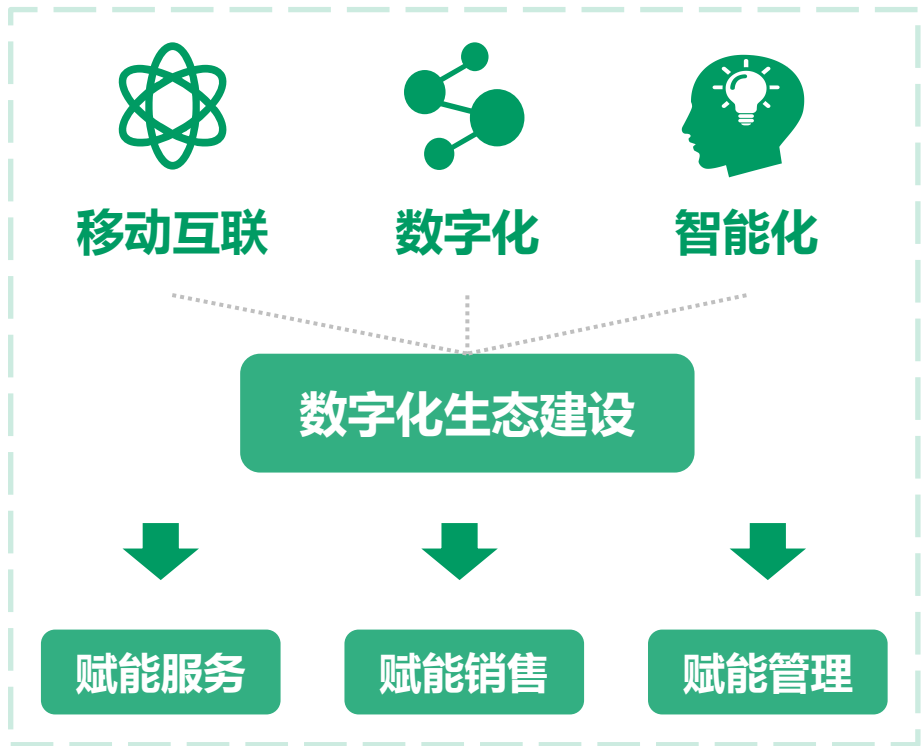 移动互联
数字化
智能化
数字化生态建设
赋能服务
赋能销售
赋能管理